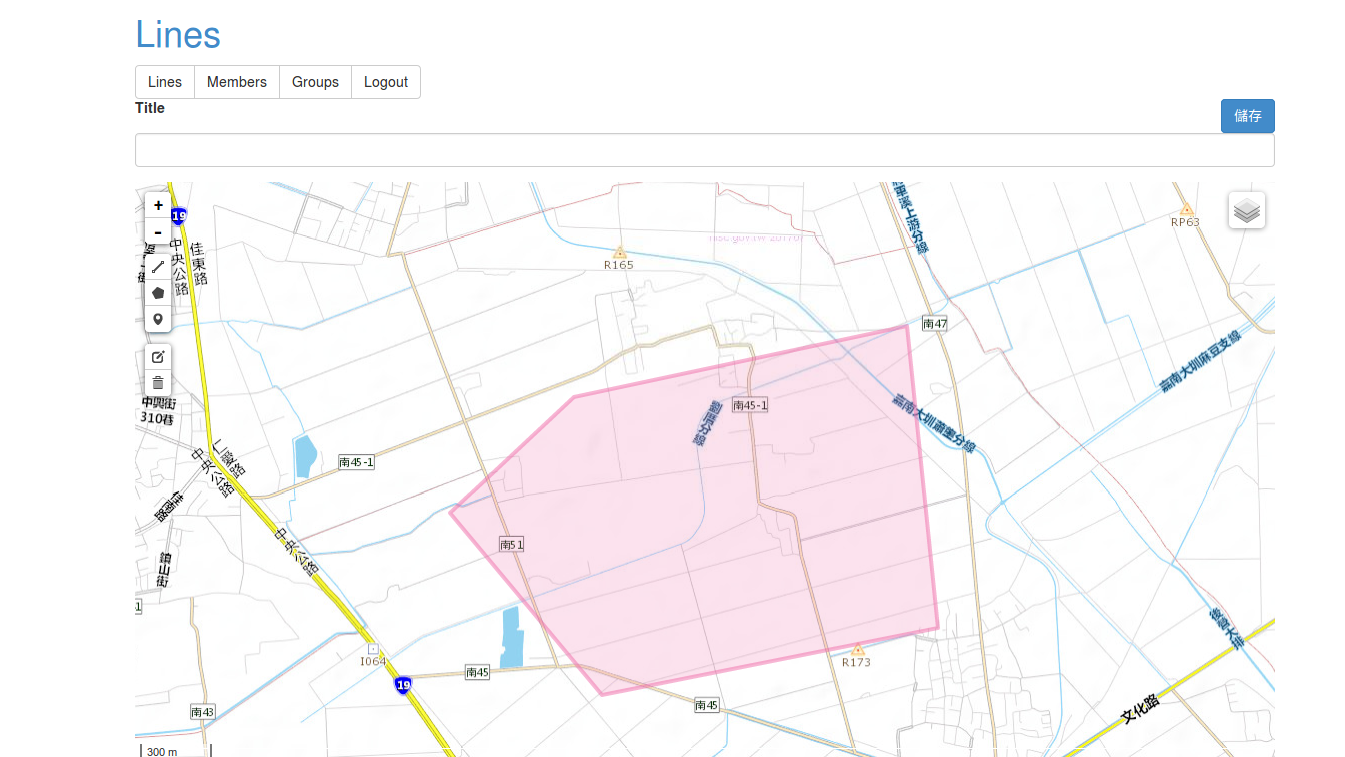 Lines
Lines Members Groups Logout
Title
儲存
+
-
19
中央公路
佳東路
R165
RP63
南47
嘉南大圳麻豆支線
中興街
310巷
南45-1
嘉南大圳蕭壟分線
仁愛路
中央公路
南45-1
中央公路
南51
I064
R173
南45
19
南45
南43
文化路
300 m